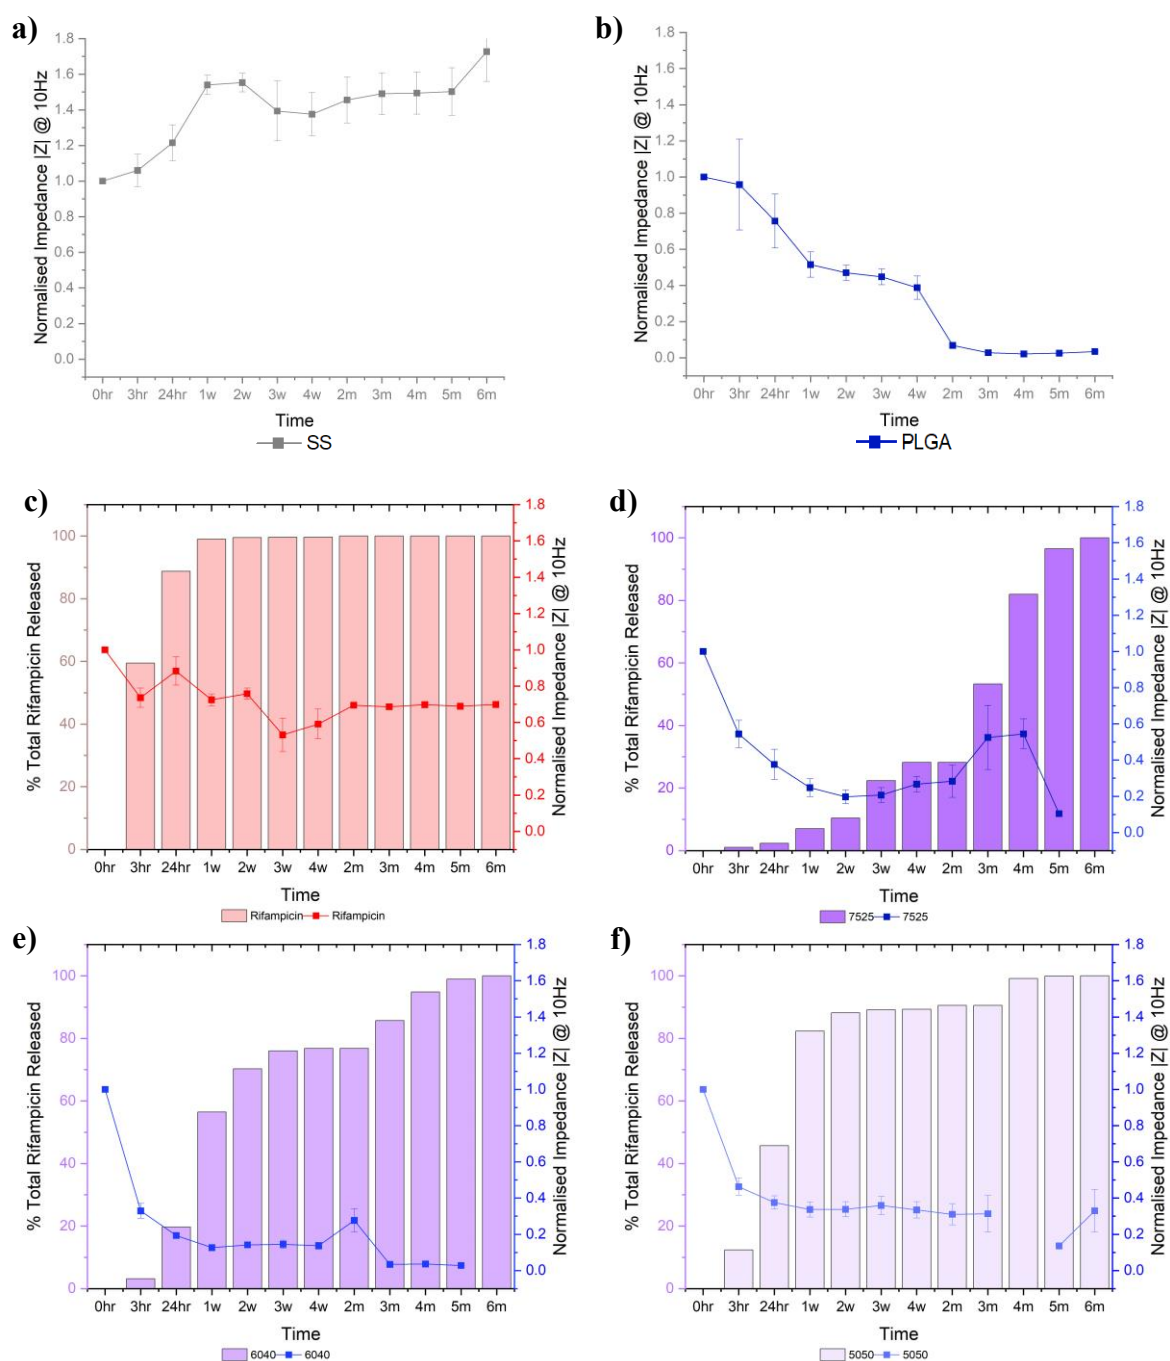 a)
1.8
1.6
1.4
1.2
1.0
0.8
0.6
0.4
0.2
0.0
Normalised Impedance |Z| @ 10Hz
0hr 3hr 24hr 1w 2w 3w 4w 2m 3m 4m 5m 6m
Time
SS
b)
1.8
1.6
1.4
1.2
1.0
0.8
0.6
0.4
0.2
0.0
Normalised Impedance |Z| @ 10Hz
0hr 3hr 24hr 1w 2w 3w 4w 2m 3m 4m 5m 6m
Time
PLGA
c)
100
80
60
40
20
0
% Total Rifampicin Released
1.8
1.6
1.4
1.2
1.0
0.8
0.6
0.4
0.2
0.0
Normalised Impedance |Z| @ 10Hz
0hr 3hr 24hr 1w 2w 3w 4w 2m 3m 4m 5m 6m
Time
Rifampicin Rifampicin
d)
100
80
60
40
20
0
% Total Rifampicin Released
1.8
1.6
1.4
1.2
1.0
0.8
0.6
0.4
0.2
0.0
Normalised Impedance |Z| @ 10Hz
0hr 3hr 24hr 1w 2w 3w 4w 2m 3m 4m 5m 6m
Time
7525 7525
e)
100
80
60
40
20
0
% Total Rifampicin Released
1.8
1.6
1.4
1.2
1.0
0.8
0.6
0.4
0.2
0.0
Normalised Impedance |Z| @ 10Hz
0hr 3hr 24hr 1w 2w 3w 4w 2m 3m 4m 5m 6m
Time
6040 6040
f)
100
80
60
40
20
0
% Total Rifampicin Released
1.8
1.6
1.4
1.2
1.0
0.8
0.6
0.4
0.2
0.0
Normalised Impedance |Z| @ 10Hz
0hr 3hr 24hr 1w 2w 3w 4w 2m 3m 4m 5m 6m
Time
5050 5050